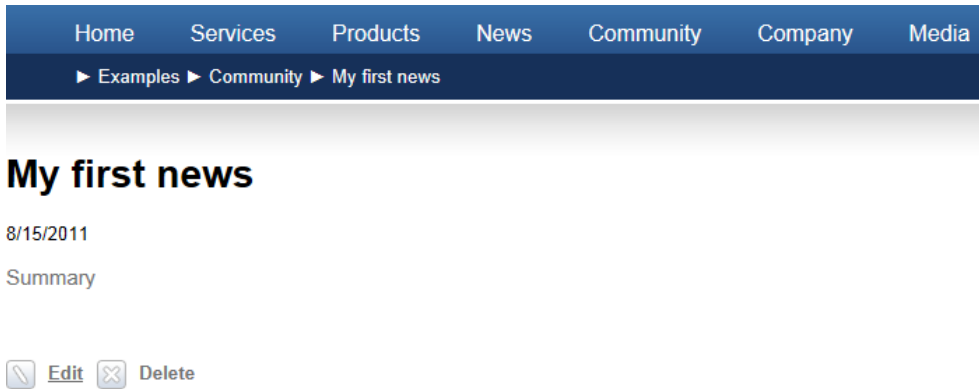 Home Services Products News Community Company Media
► Examples ► Community ► My first news
My first news
8/15/2011
Summary
Edit Delete